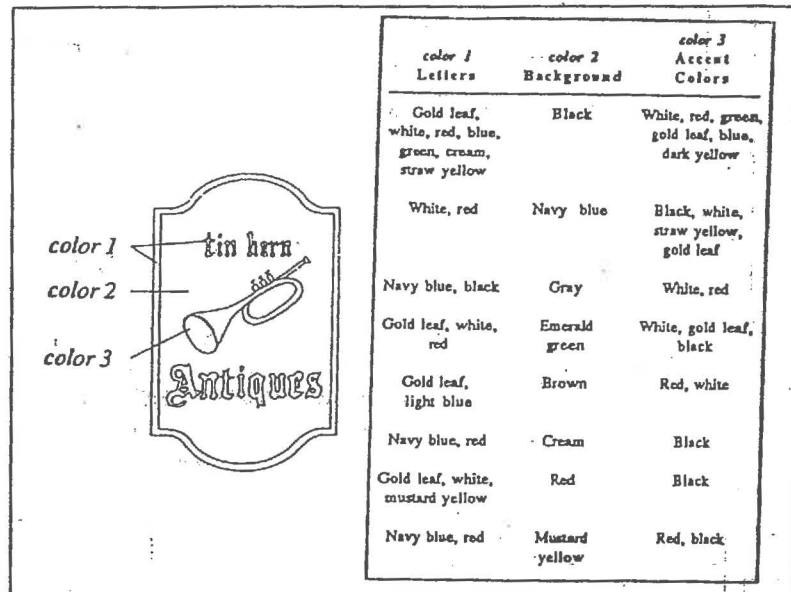 color 1
color 2
color 3
tin horn
Antiques
color 1 color 2 color 3
Letters Background Accent
Colors
Gold leaf, Black White, red, green,
white, red, blue, gold leaf, blue,
green, cream, dark yellow
straw yellow
White, red Navy blue Black, white,
straw yellow,
gold leaf
Navy blue, black Gray White, red
Gold leaf, white, Emerald White, gold leaf,
red green black
Gold leaf, Brown Red, white
light blue
Navy blue, red Cream Black
Gold leaf, white, Red Black
mustard yellow
Navy blue, red Mustard Red, black
yellow